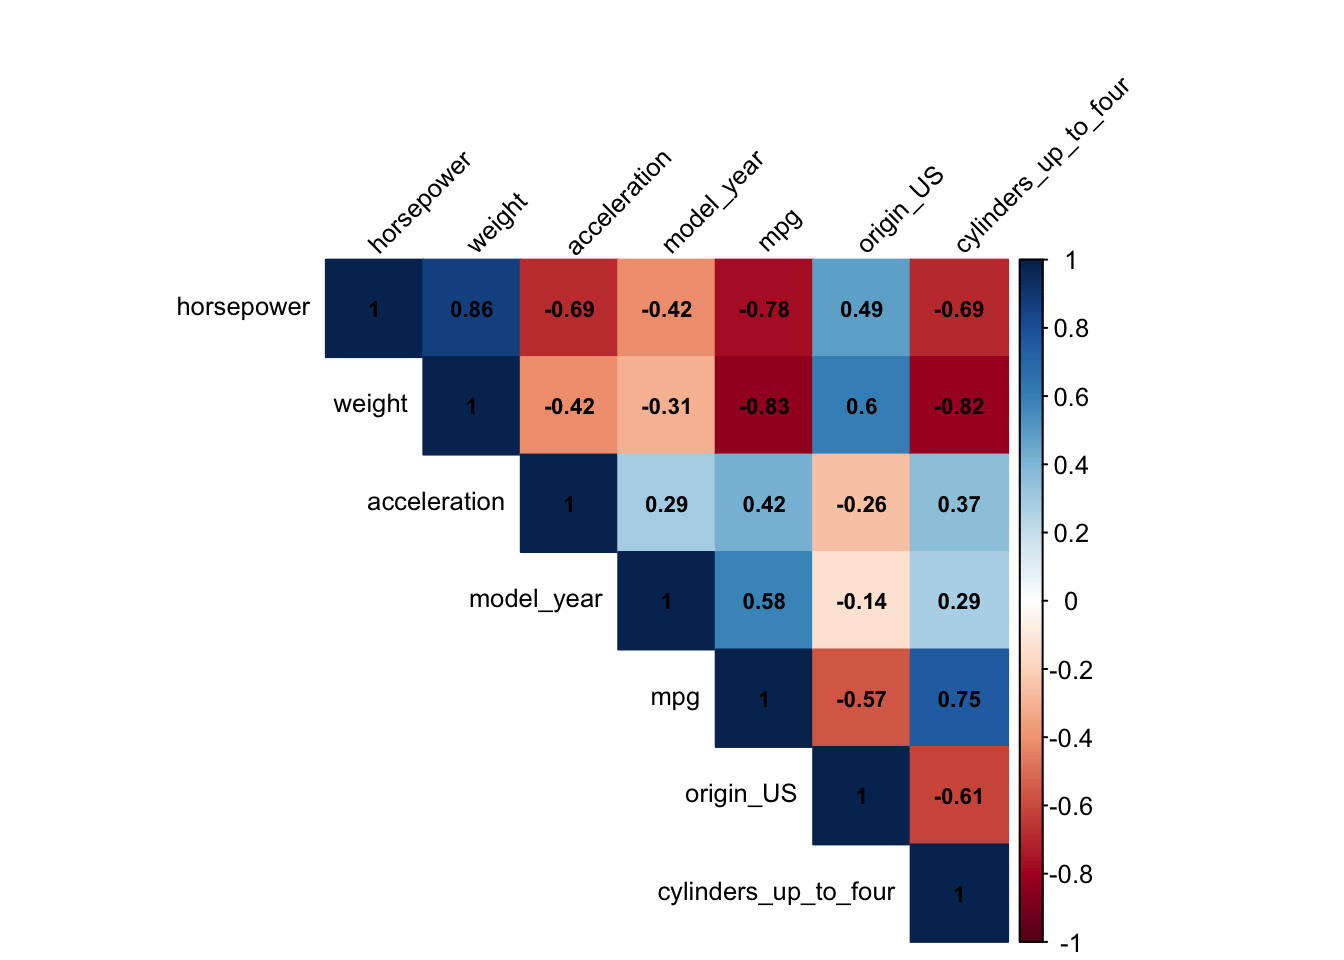 horsepower
weight
acceleration
model_year
mpg
origin_US
cylinders_up_to_four
horsepower 1 0.86 -0.69 -0.42 -0.78 0.49 -0.69
weight 1 -0.42 -0.31 -0.83 0.6 -0.82
acceleration 1 0.29 0.42 -0.26 0.37
model_year 1 0.58 -0.14 0.29
mpg 1 -0.57 0.75
origin_US 1 -0.61
cylinders_up_to_four 1
1
0.8
0.6
0.4
0.2
0
-0.2
-0.4
-0.6
-0.8
-1